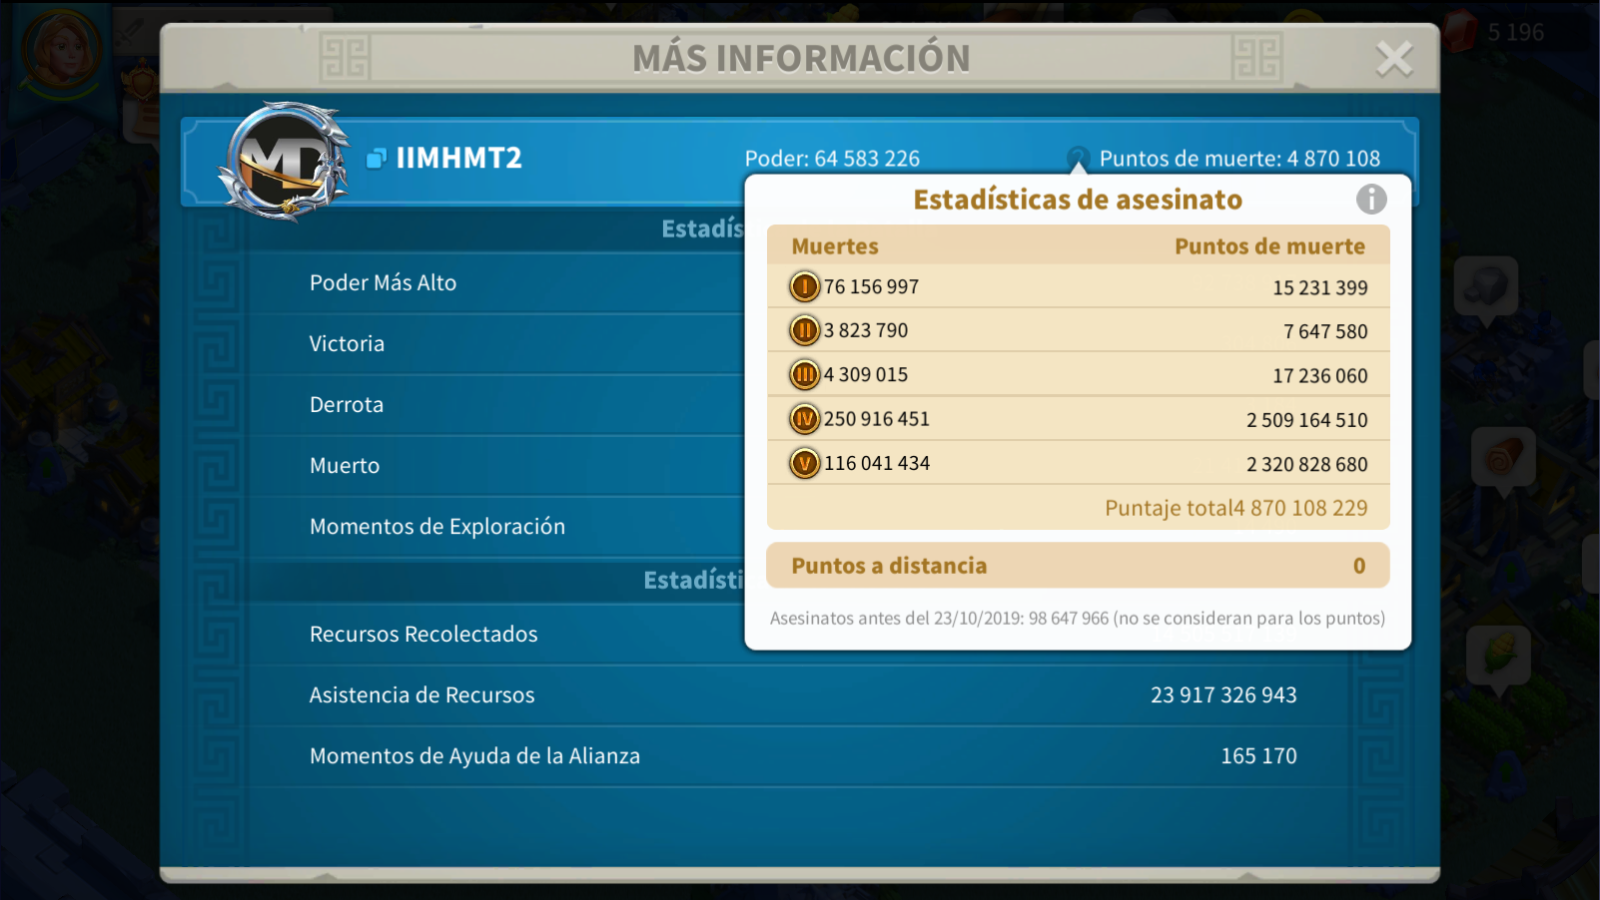 5 196
MÁS INFORMACIÓN
MD
IIMHMT2
Poder: 64 583 226
?
Puntos de muerte: 4 870 108
Estadísticas de asesinato
i
Estadís
Muertes Puntos de muerte
I 76 156 997 15 231 399
Poder Más Alto
II 3 823 790 7 647 580
Victoria
III 4 309 015 17 236 060
Derrota
IV 250 916 451 2 509 164 510
Muerto
V 116 041 434 2 320 828 680
Puntaje total4 870 108 229
Momentos de Exploración
Puntos a distancia 0
Estadísti
Asesinatos antes del 23/10/2019: 98 647 966 (no se consideran para los puntos)
Recursos Recolectados
Asistencia de Recursos 23 917 326 943
Momentos de Ayuda de la Alianza 165 170